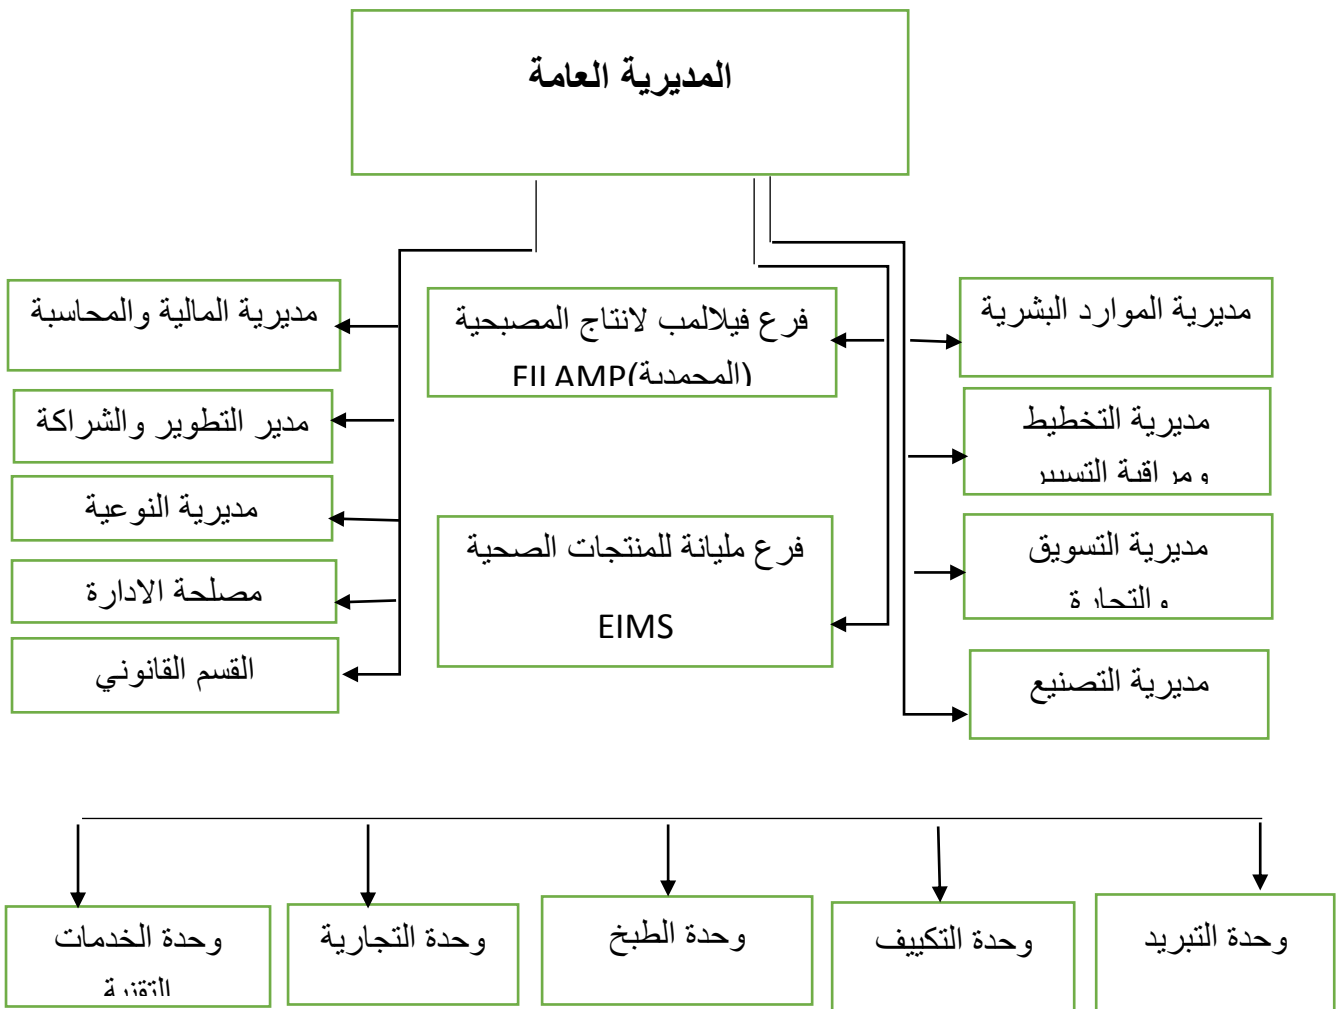 المديرية العامة
مديرية الموارد البشرية
فرع فيلالمب لانتاج المصبحية
(المحمدية)FILAMP
مديرية المالية والمحاسبة
مديرية التخطيط
ومراقبة التسيير
مدير التطوير والشراكة
مديرية التسويق
والتجارة
فرع مليانة للمنتجات الصحية
EIMS
مديرية النوعية
مصلحة الادارة
مديرية التصنيع
القسم القانوني
وحدة التبريد
وحدة التكييف
وحدة الطبخ
وحدة التجارية
وحدة الخدمات
التقنية